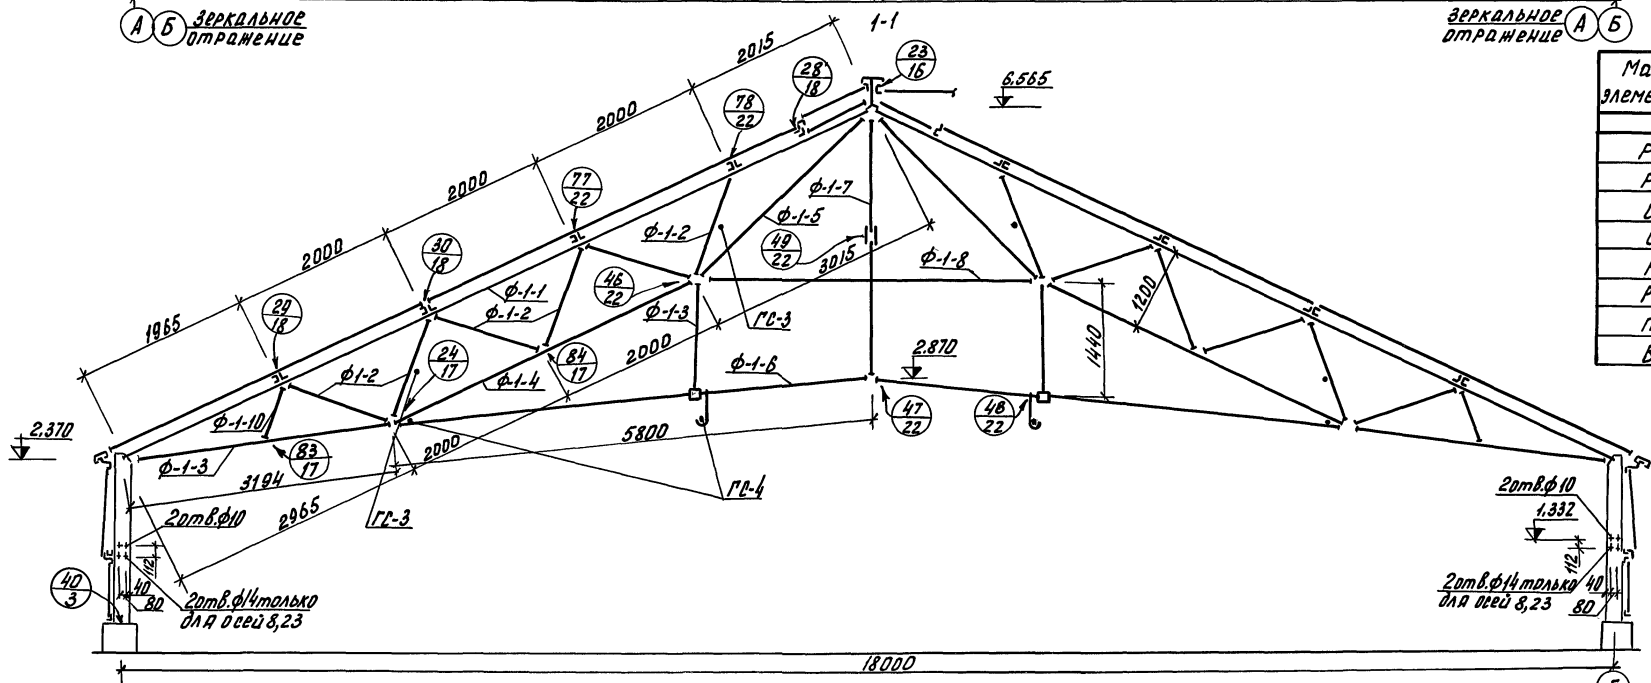 А Б Зеркальное
отражение
1-1
Зеркальное А Б
отражение
2015
2000
2000
2000
1965
23
16
28
18
78
22
77
22
30
18
29
18
6.565
Ф-1-7
Ф-1-5
Ф-1-2
49
22
3015
Ф-1-8
46
22
Ф-1-1
Ф-1-2
Ф-1-3
ГС-3
1200
1440
2000
84
17
24
17
Ф-1-2
Ф-1-4
Ф-1-6
2.870
Ф-1-10
47
22
48
22
5800
2000
2,370
Ф-1-3
83
17
3194
2965
ГС-3
ГС-4
2отв.ф10
112
40
80
40
3
2отв.ф14только
для осей 8,23
2отв.ф10
1,332
112
2отв.ф14только
для осей 8,23
40
80
18000